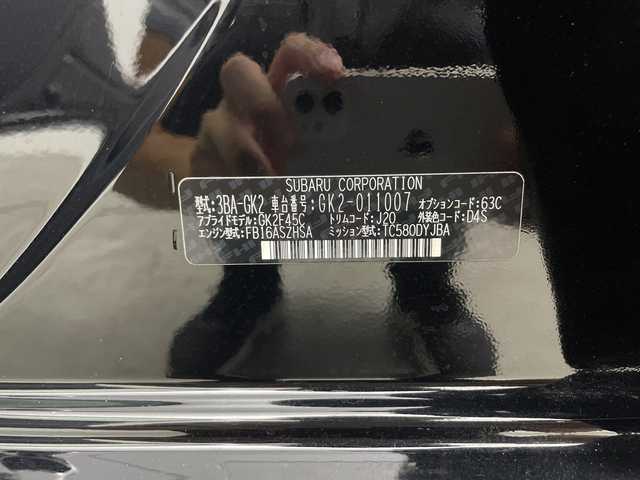 SUBARU CORPORATION
型式:3BA-GK2 車台番号:GK2-011007 オプションコード:63C
アプライドモデル:GK2F45C トリムコード:J20 外装色コード:D4S
エンジン型式:FB16ASZHSA ミッション型式:TC580DYJBA